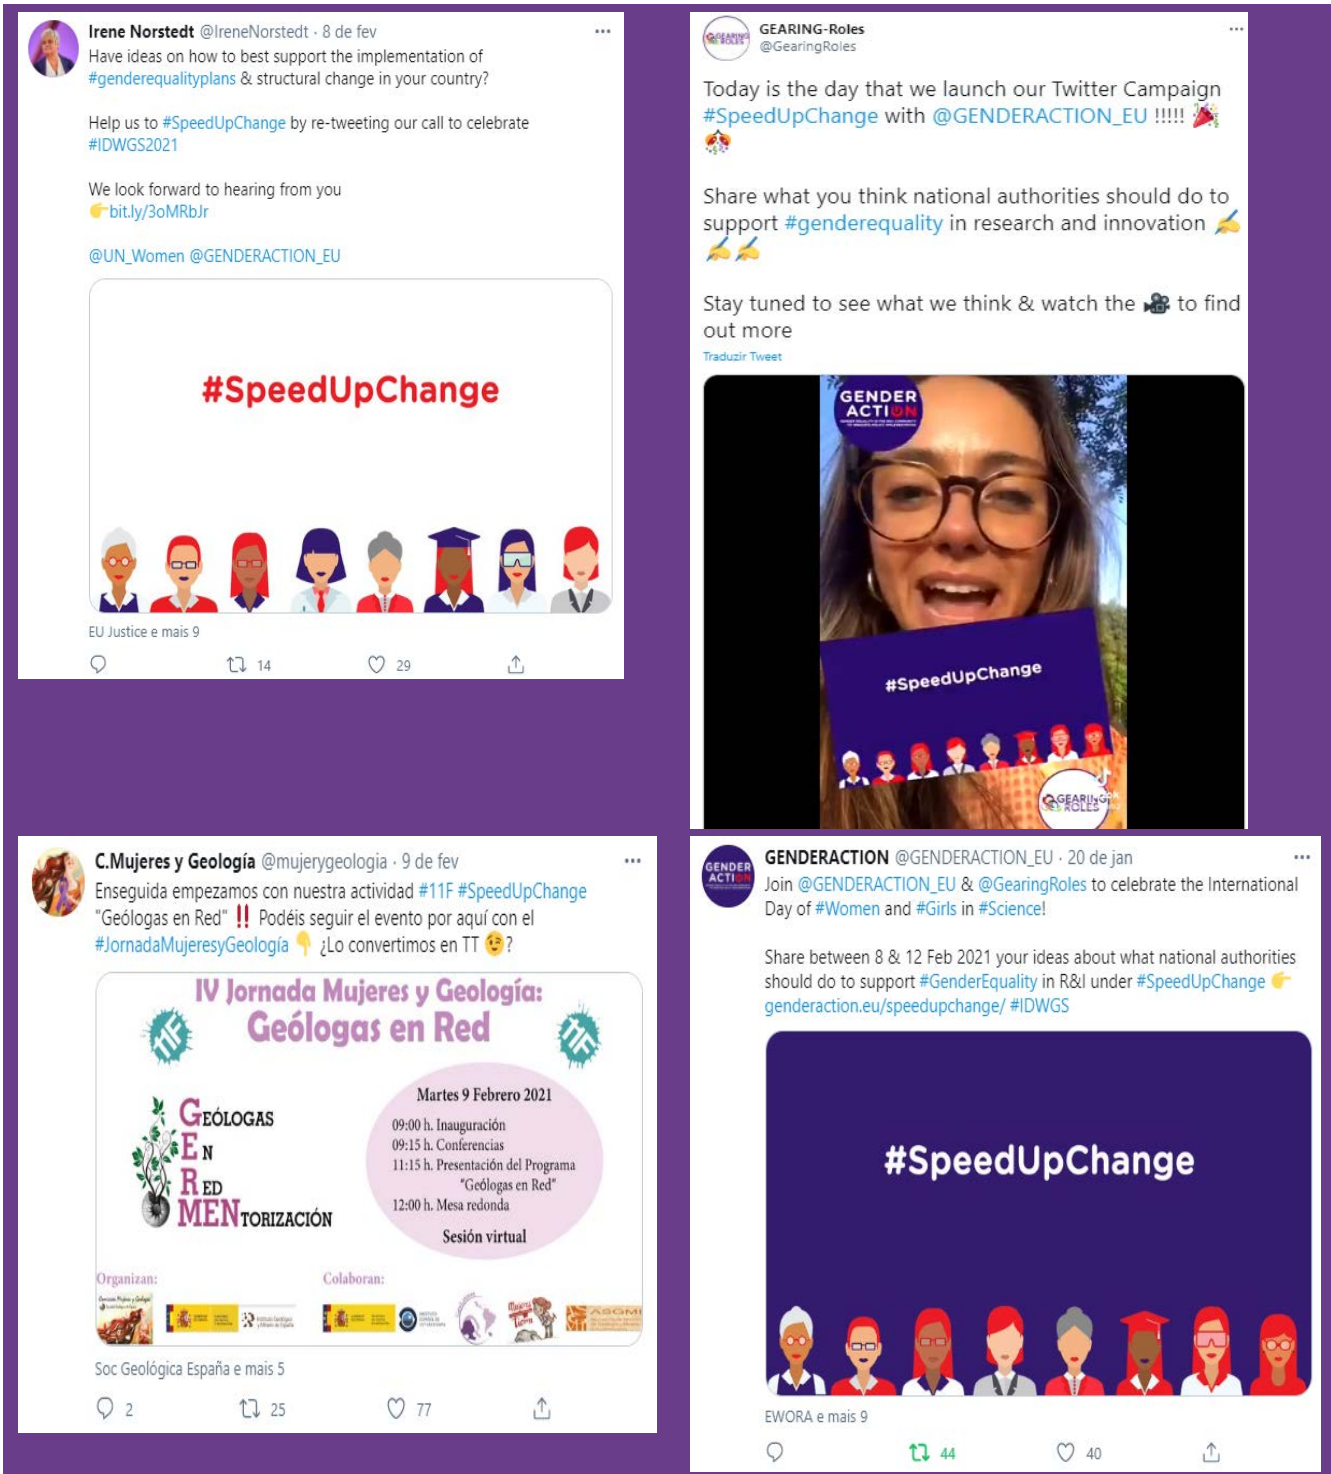 Irene Norstedt @IreneNorstedt · 8 de fev
Have ideas on how to best support the implementation of
#genderequalityplans & structural change in your country?
Help us to #SpeedUpChange by re-tweeting our call to celebrate
#IDWGS2021
We look forward to hearing from you
👉bit.ly/3oMRbJr
@UN_Women @GENDERACTION_EU
#SpeedUpChange
EU Justice e mais 9
14 29
GEARING-Roles
@GearingRoles
Today is the day that we launch our Twitter Campaign
#SpeedUpChange with @GENDERACTION_EU !!!!! 🎉
🎊
Share what you think national authorities should do to
support #genderequality in research and innovation ✍
✍✍
Stay tuned to see what we think & watch the 🎥 to find
out more
Traduzir Tweet
GENDER
ACTION
#SpeedUpChange
GEARING
ROLES
C.Mujeres y Geología @mujerygeologia · 9 de fev
Enseguida empezamos con nuestra actividad #11F #SpeedUpChange
"Geólogas en Red" ‼ Podéis seguir el evento por aquí con el
#JornadaMujeresyGeología 👇 ¿Lo convertimos en TT 😉?
IV Jornada Mujeres y Geología:
Geólogas en Red
11F
11F
GEÓLOGAS
EN
RED
MENTORIZACIÓN
Martes 9 Febrero 2021
09:00 h. Inauguración
09:15 h. Conferencias
11:15 h. Presentación del Programa
"Geólogas en Red"
12:00 h. Mesa redonda
Sesión virtual
Organizan:
Colaboran:
ASGMI
Soc Geológica España e mais 5
2 25 77
GENDER
ACTION
GENDERACTION @GENDERACTION_EU · 20 de jan
Join @GENDERACTION_EU & @GearingRoles to celebrate the International
Day of #Women and #Girls in #Science!
Share between 8 & 12 Feb 2021 your ideas about what national authorities
should do to support #GenderEquality in R&I under #SpeedUpChange 👉
genderaction.eu/speedupchange/ #IDWGS
#SpeedUpChange
EWORA e mais 9
44 40